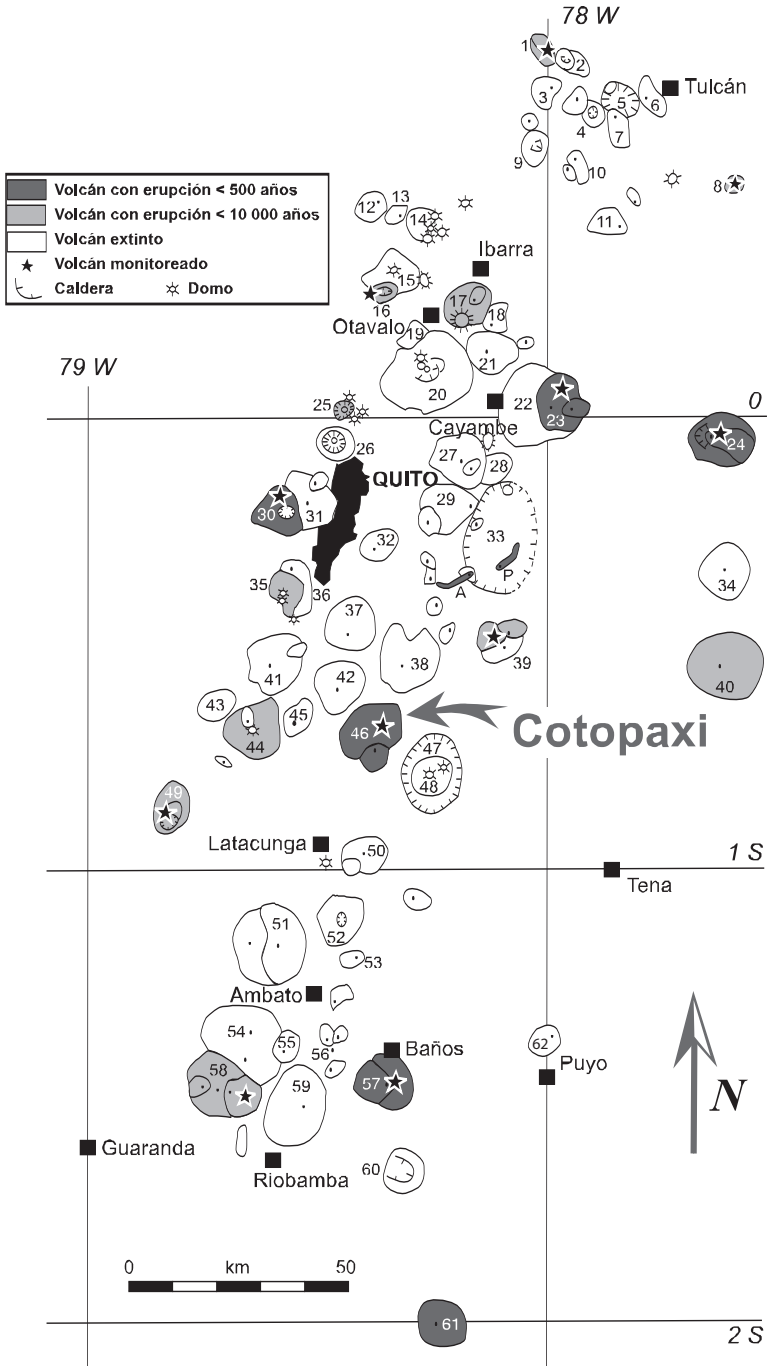 78 W
1
2
Tulcán
3
5
6
4
7
9
10
8
Volcán con erupción < 500 años
Volcán con erupción < 10 000 años
Volcán extinto
Volcán monitoreado
Caldera
Domo
12
13
14
11
Ibarra
15
16
17
18
Otavalo
19
21
20
79 W
22
23
0
25
Cayambe
24
26
27
28
QUITO
29
30
31
33
32
34
35
36
A
P
37
38
39
41
42
40
43
44
45
46
Cotopaxi
47
48
49
Latacunga
50
1 S
Tena
51
52
53
Ambato
54
55
56
Baños
62
58
57
Puyo
59
N
Guaranda
60
Riobamba
0 km 50
61
2 S